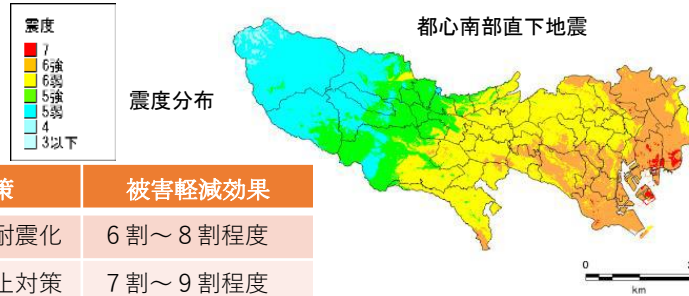 震度
7
6強
6弱
5強
5弱
4
3以下
都心南部直下地震
震度分布
策 被害軽減効果
耐震化 6割～8割程度
止対策 7割～9割程度
0
km